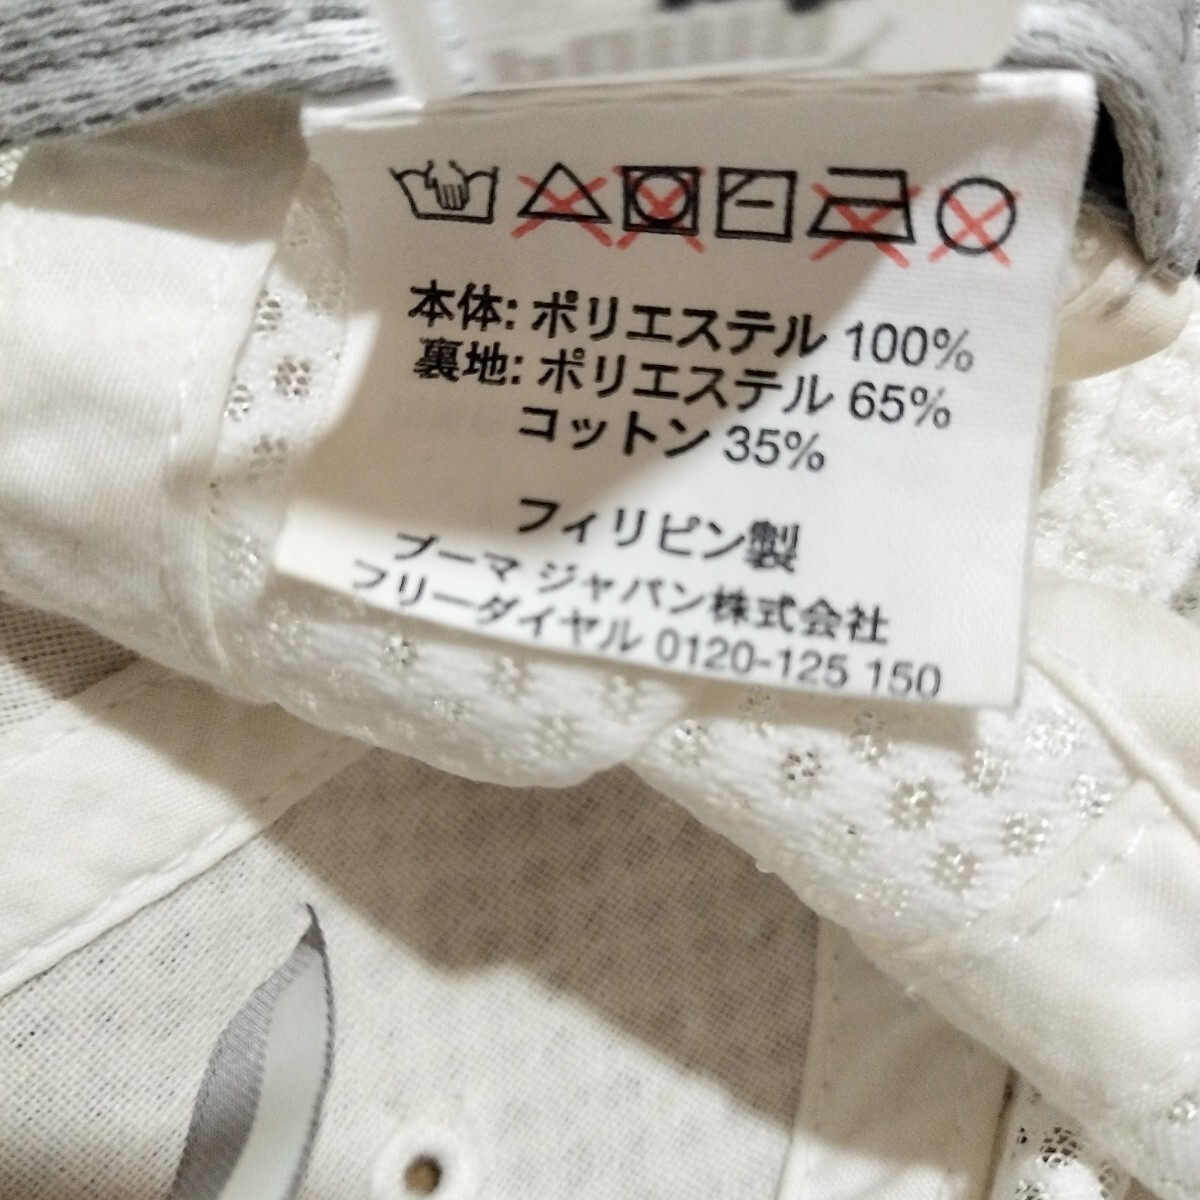 本体: ポリエステル 100%
裏地: ポリエステル 65%
コットン 35%
フィリピン製
プーマ ジャパン株式会社
フリーダイヤル 0120-125 150